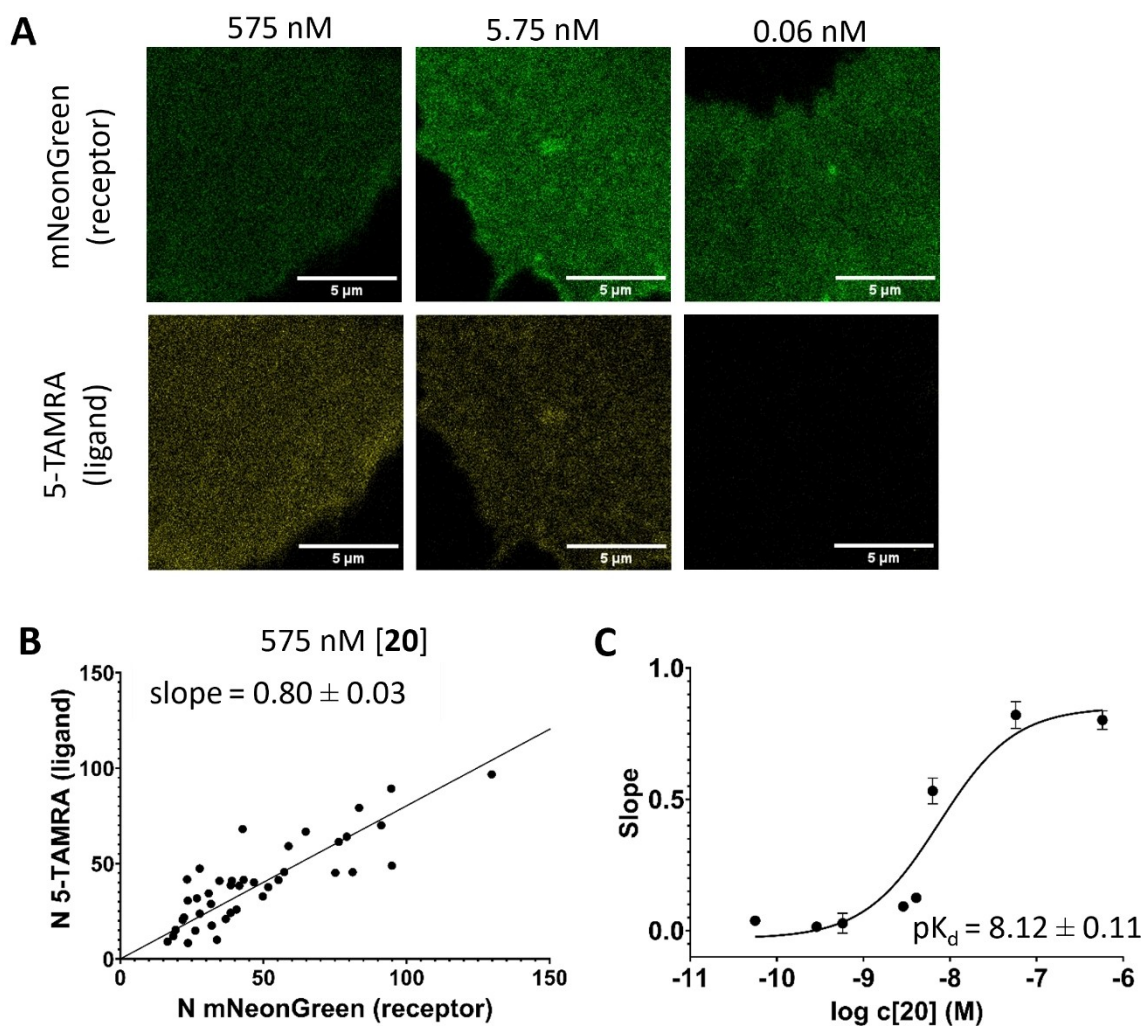 A
575 nM
5.75 nM
0.06 nM
mNeonGreen
(receptor)
5 μm
5 μm
5 μm
5-TAMRA
(ligand)
5 μm
5 μm
5 μm
B
575 nM [20]
slope = 0.80 ± 0.03
N 5-TAMRA (ligand)
150
100
50
0
0
50
100
150
N mNeonGreen (receptor)
C
Slope
1.0
0.5
0.0
pKd = 8.12 ± 0.11
-11
-10
-9
-8
-7
-6
log c[20] (M)